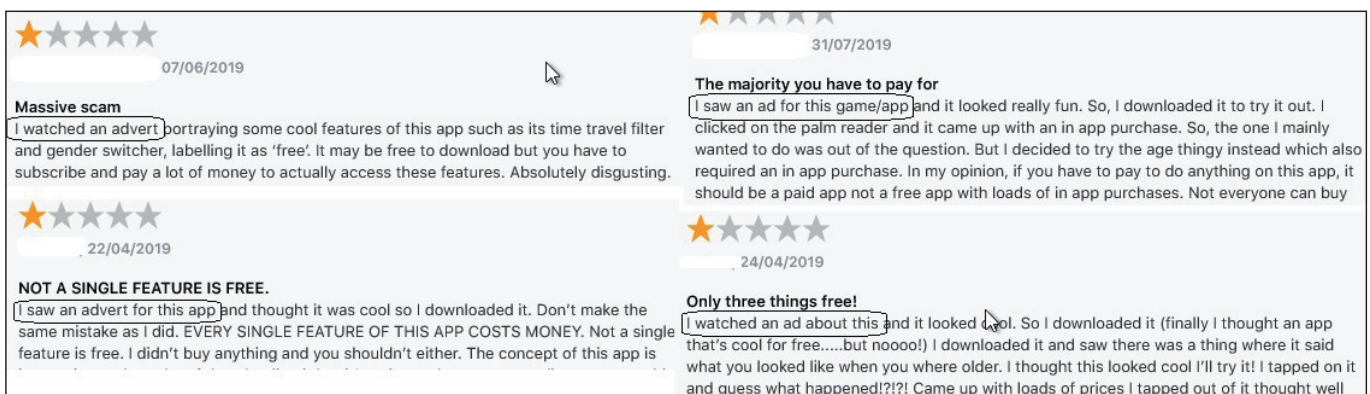 07/06/2019
Massive scam
I watched an advert portraying some cool features of this app such as its time travel filter
and gender switcher, labelling it as ‘free’. It may be free to download but you have to
subscribe and pay a lot of money to actually access these features. Absolutely disgusting.
22/04/2019
NOT A SINGLE FEATURE IS FREE.
I saw an advert for this app and thought it was cool so I downloaded it. Don’t make the
same mistake as I did. EVERY SINGLE FEATURE OF THIS APP COSTS MONEY. Not a single
feature is free. I didn’t buy anything and you shouldn’t either. The concept of this app is
31/07/2019
The majority you have to pay for
I saw an ad for this game/app and it looked really fun. So, I downloaded it to try it out. I
clicked on the palm reader and it came up with an in app purchase. So, the one I mainly
wanted to do was out of the question. But I decided to try the age thingy instead which also
required an in app purchase. In my opinion, if you have to pay to do anything on this app, it
should be a paid app not a free app with loads of in app purchases. Not everyone can buy
24/04/2019
Only three things free!
I watched an ad about this and it looked cool. So I downloaded it (finally I thought an app
that’s cool for free.....but noooo!) I downloaded it and saw there was a thing where it said
what you looked like when you where older. I thought this looked cool I’ll try it! I tapped on it
and guess what happened!?!?! Came up with loads of prices I tapped out of it thought well